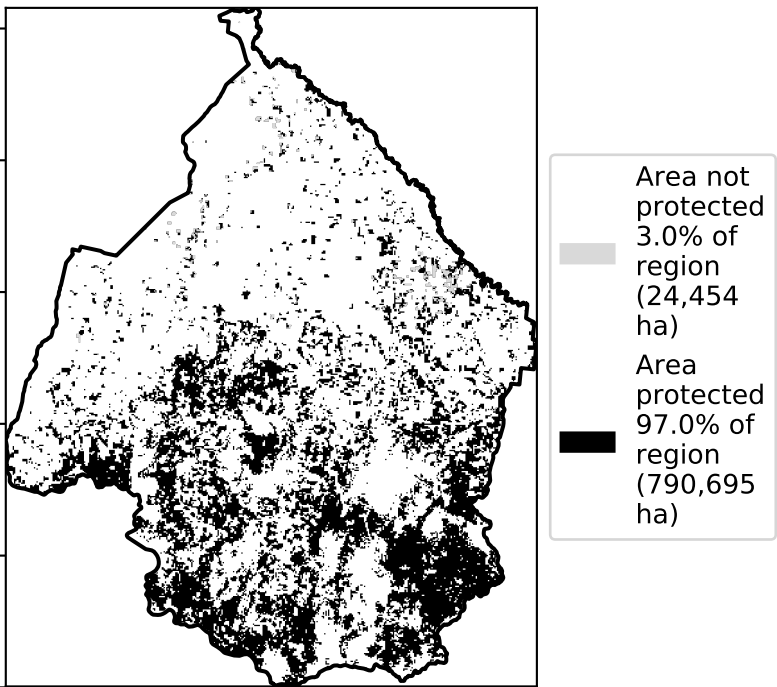 Area not
protected
3.0% of
region
(24,454
ha)
Area
protected
97.0% of
region
(790,695
ha)